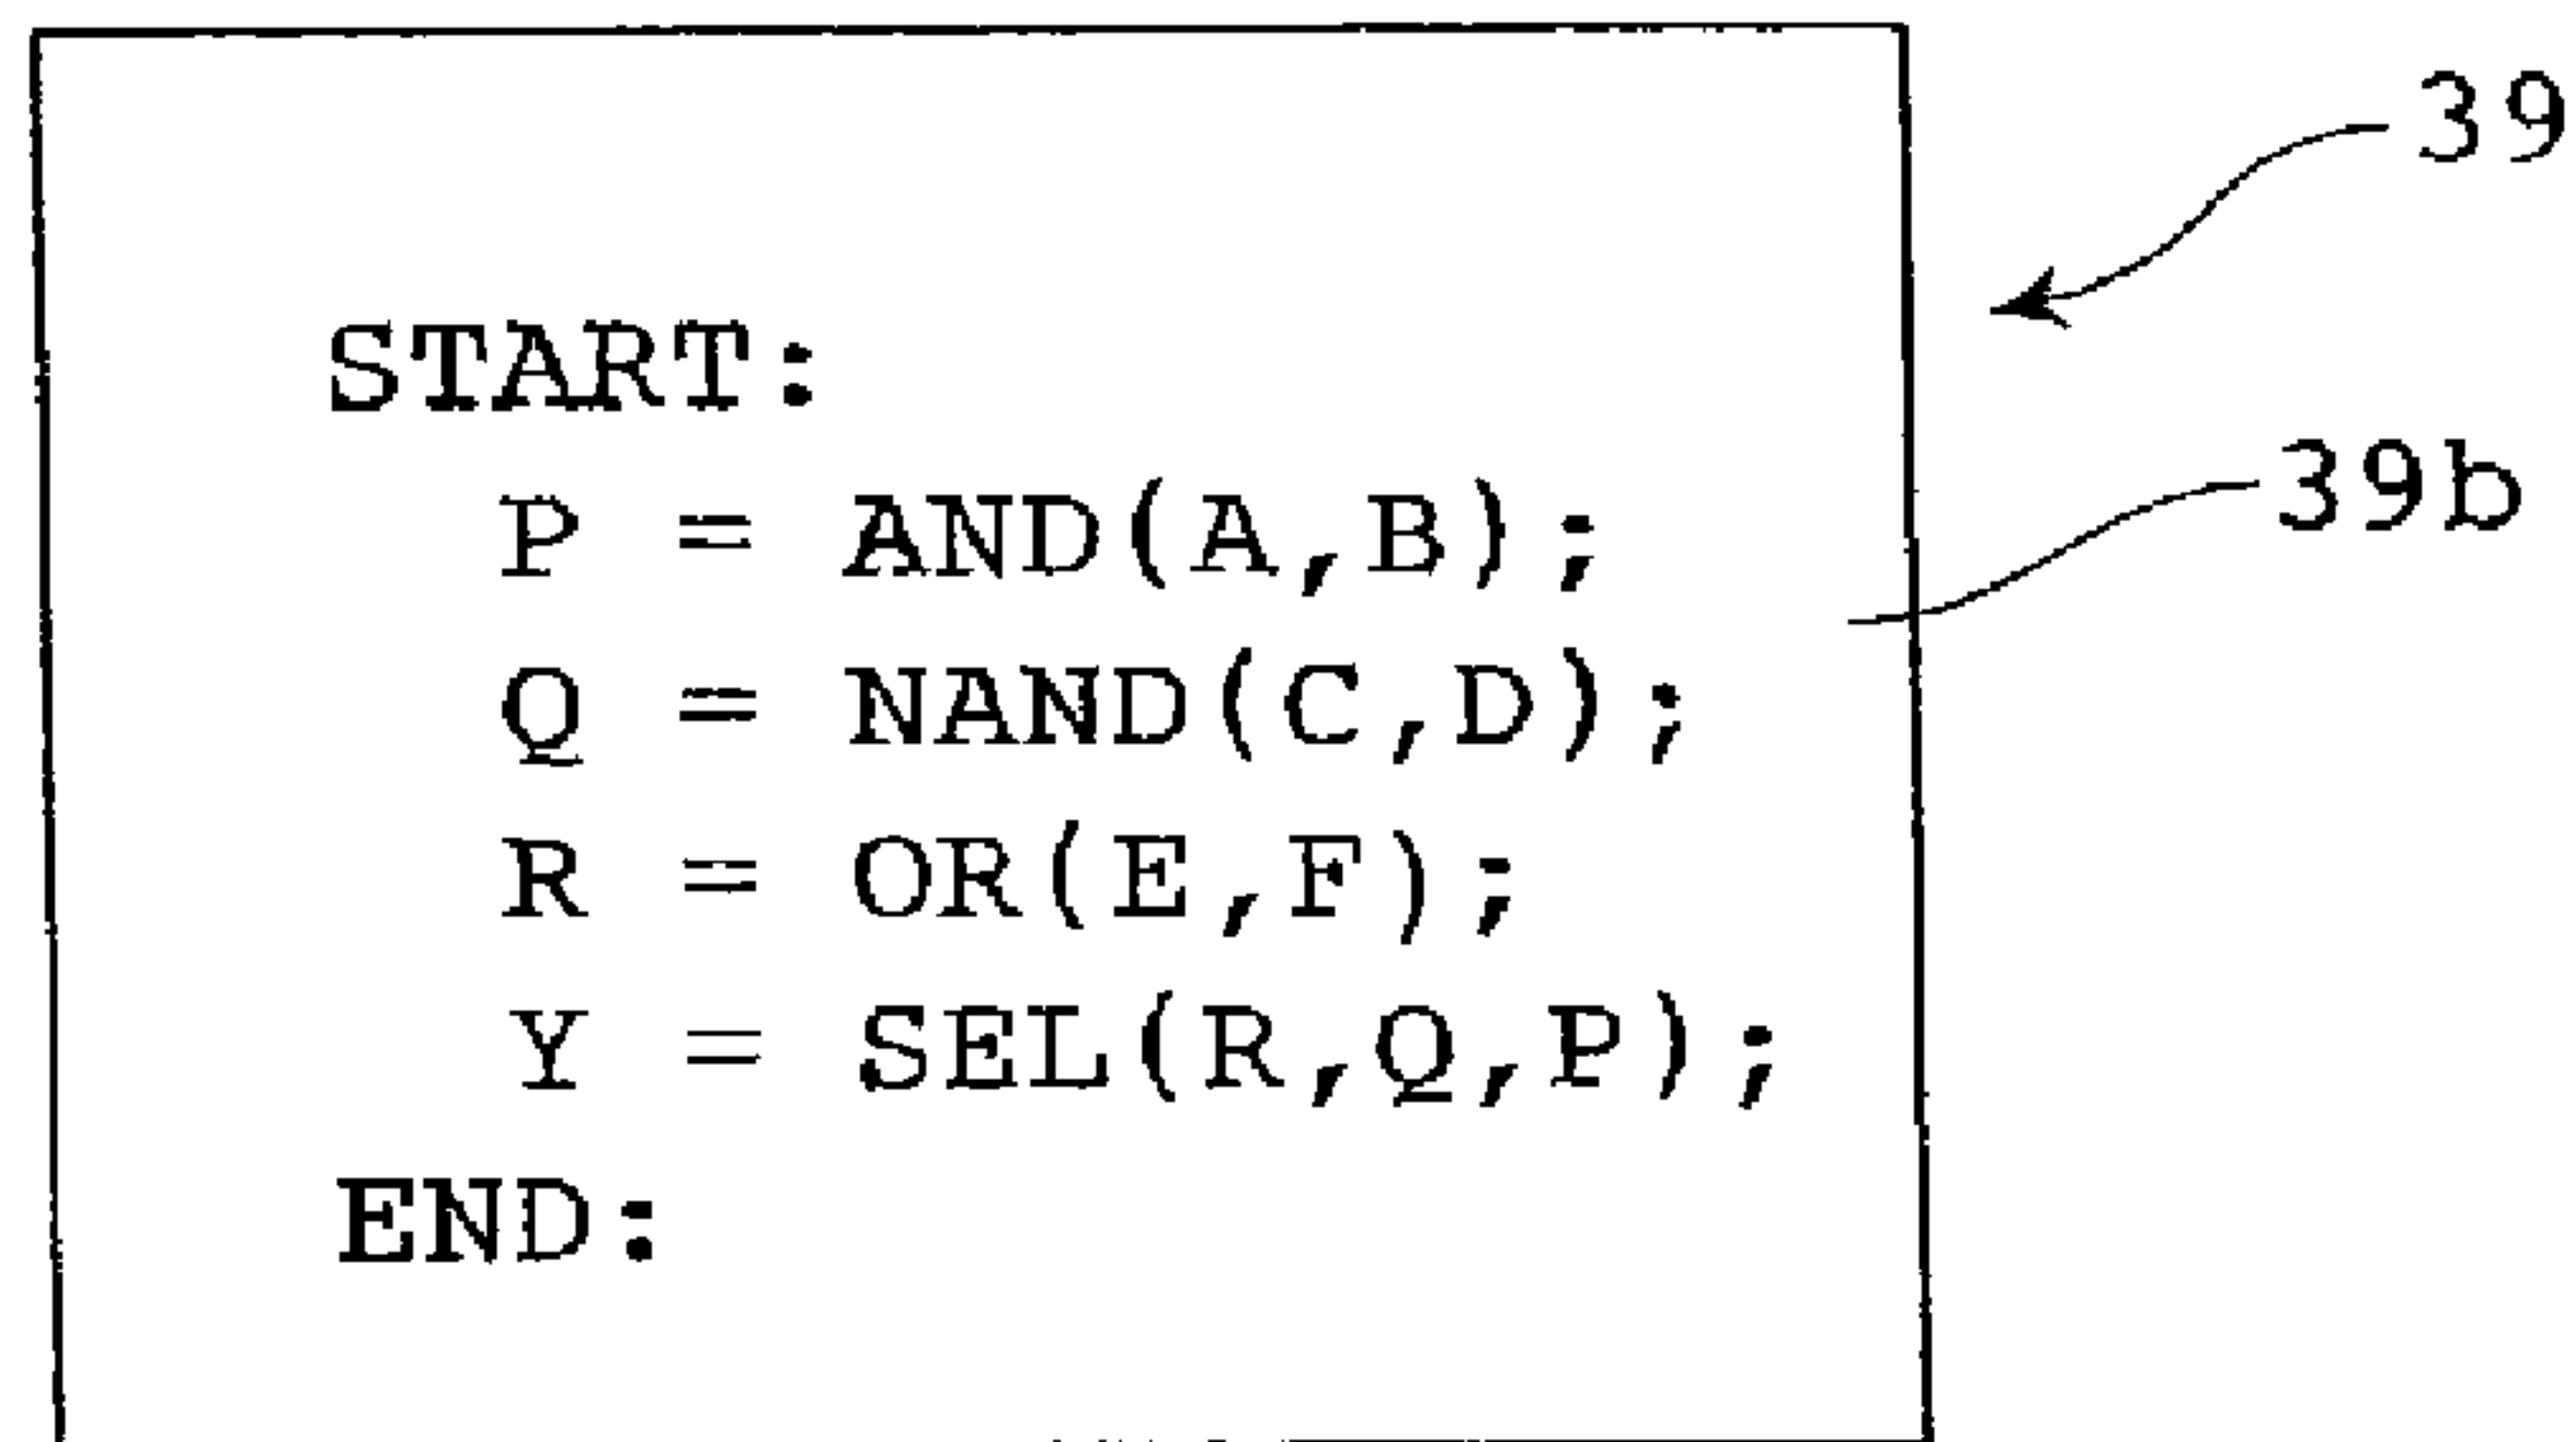 39
START:
P = AND(A,B);
39b
Q = NAND(C,D);
R = OR(E,F);
Y = SEL(R,Q,P);
END: